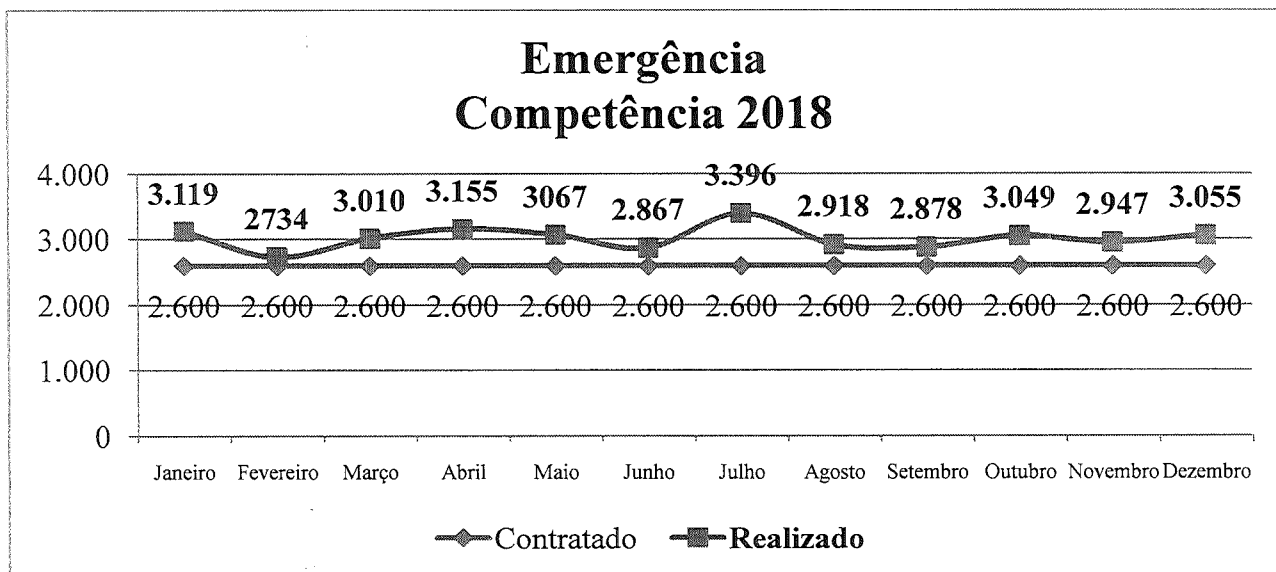 Emergência
Competência 2018
4.000
3.000
2.000
1.000
0
3.119 2734 3.010 3.155 3067 2.867 3.396 2.918 2.878 3.049 2.947 3.055
2.600 2.600 2.600 2.600 2.600 2.600 2.600 2.600 2.600 2.600 2.600 2.600
Janeiro Fevereiro Março Abril Maio Junho Julho Agosto Setembro Outubro Novembro Dezembro
Contratado Realizado